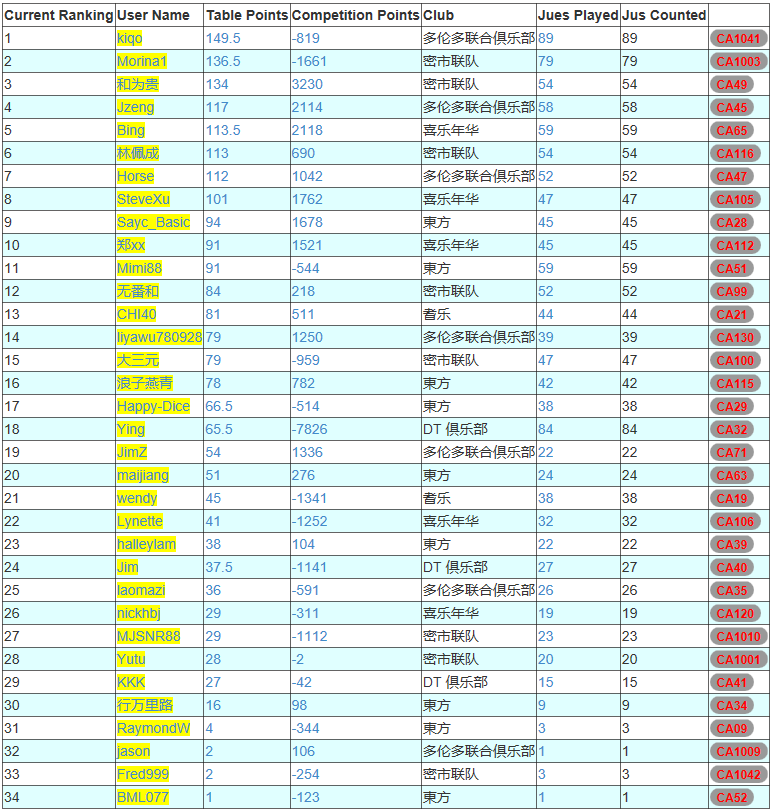 Current Ranking User Name Table Points Competition Points Club Jues Played Jus Counted
1 kiqo 149.5 -819 多伦多联合俱乐部 89 89 CA1041
2 Morina1 136.5 -1661 密市联队 79 79 CA1003
3 和为贵 134 3230 密市联队 54 54 CA49
4 Jzeng 117 2114 多伦多联合俱乐部 58 58 CA45
5 Bing 113.5 2118 喜乐年华 59 59 CA65
6 林佩成 113 690 密市联队 54 54 CA116
7 Horse 112 1042 多伦多联合俱乐部 52 52 CA47
8 SteveXu 101 1762 喜乐年华 47 47 CA105
9 Sayc_Basic 94 1678 東方 45 45 CA28
10 郑xx 91 1521 喜乐年华 45 45 CA112
11 Mimi88 91 -544 東方 59 59 CA51
12 无番和 84 218 密市联队 52 52 CA99
13 CHI40 81 511 耆乐 44 44 CA21
14 liyawu780928 79 1250 多伦多联合俱乐部 39 39 CA130
15 大三元 79 -959 密市联队 47 47 CA100
16 浪子燕青 78 782 東方 42 42 CA115
17 Happy-Dice 66.5 -514 東方 38 38 CA29
18 Ying 65.5 -7826 DT 俱乐部 84 84 CA32
19 JimZ 54 1336 多伦多联合俱乐部 22 22 CA71
20 maijiang 51 276 東方 24 24 CA63
21 wendy 45 -1341 耆乐 38 38 CA19
22 Lynette 41 -1252 喜乐年华 32 32 CA106
23 halleylam 38 104 東方 22 22 CA39
24 Jim 37.5 -1141 DT 俱乐部 27 27 CA40
25 laomazi 36 -591 多伦多联合俱乐部 26 26 CA35
26 nickhbj 29 -311 喜乐年华 19 19 CA120
27 MJSNR88 29 -1112 密市联队 23 23 CA1010
28 Yutu 28 -2 密市联队 20 20 CA1001
29 KKK 27 -42 DT 俱乐部 15 15 CA41
30 行万里路 16 98 東方 9 9 CA34
31 RaymondW 4 -344 東方 3 3 CA09
32 jason 2 106 多伦多联合俱乐部 1 1 CA1009
33 Fred999 2 -254 密市联队 3 3 CA1042
34 BML077 1 -123 東方 1 1 CA52